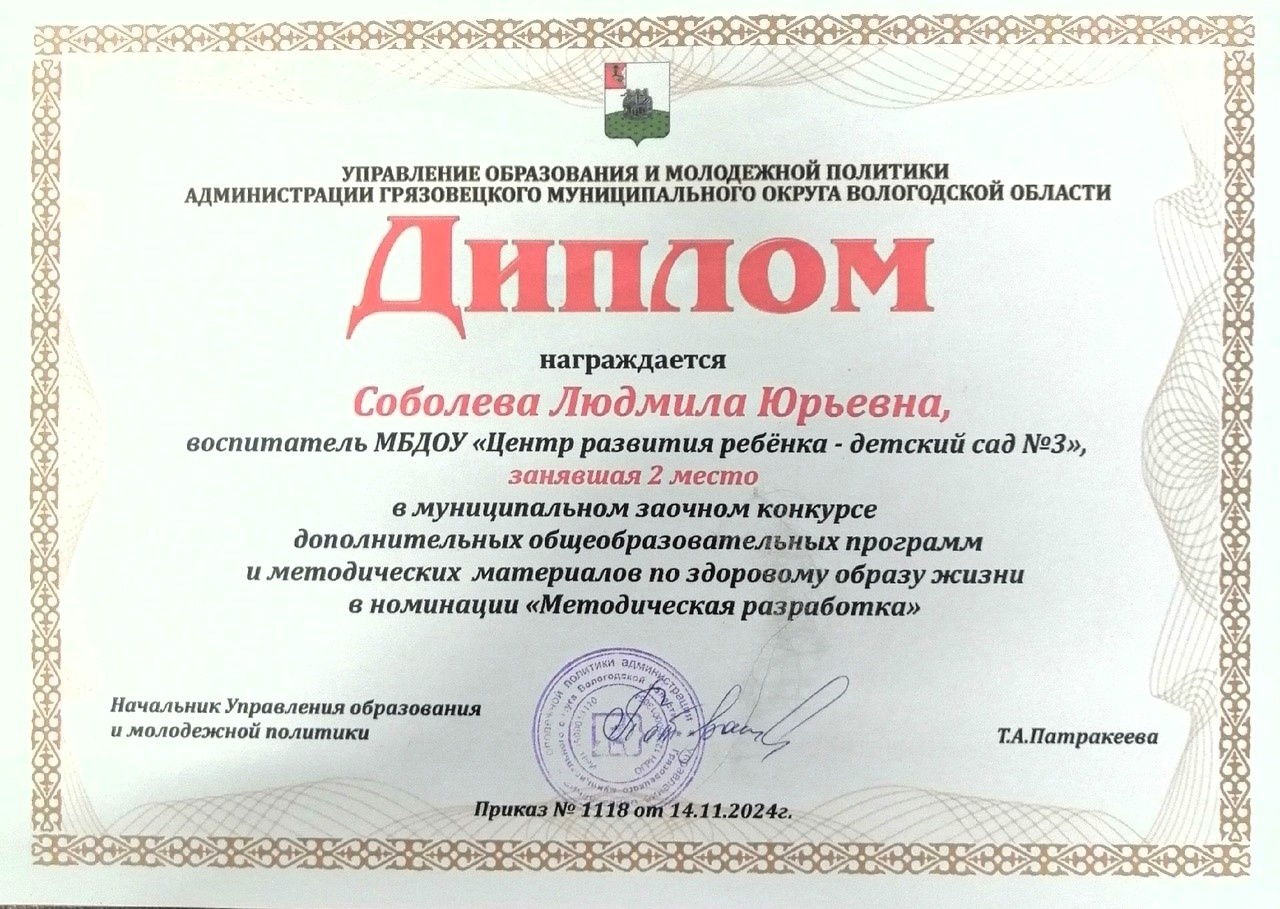 УПРАВЛЕНИЕ ОБРАЗОВАНИЯ И МОЛОДЕЖНОЙ ПОЛИТИКИ
АДМИНИСТРАЦИИ ГРЯЗОВЕЦКОГО МУНИЦИПАЛЬНОГО ОКРУГА ВОЛОГОДСКОЙ ОБЛАСТИ
Диплом
награждается
Соболева Людмила Юрьевна,
воспитатель МБДОУ «Центр развития ребёнка - детский сад №3»,
занявшая 2 место
в муниципальном заочном конкурсе
дополнительных общеобразовательных программ
и методических материалов по здоровому образу жизни
в номинации «Методическая разработка»
Начальник Управления образования
и молодежной политики
Т.А.Патракеева
Приказ № 1118 от 14.11.2024г.